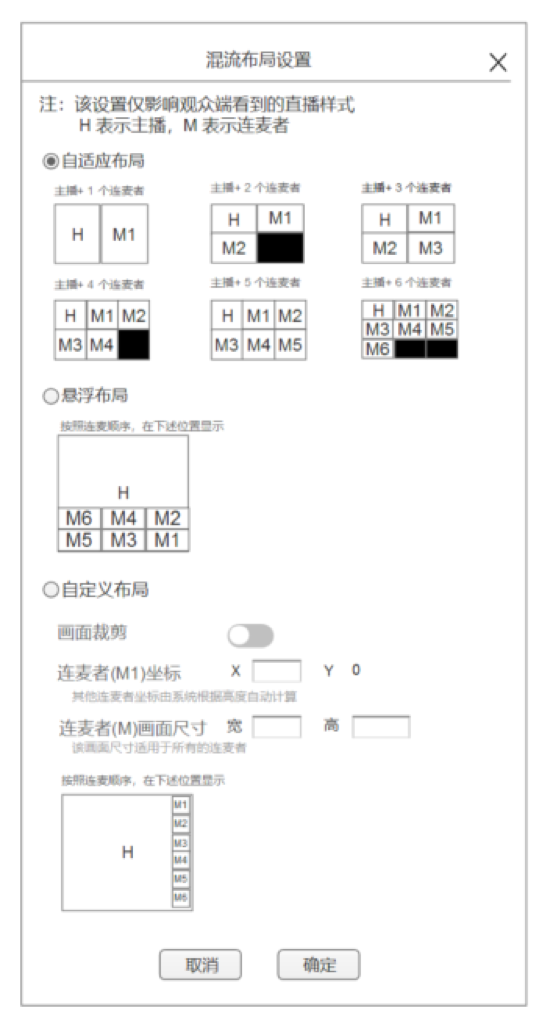 混流布局设置
注：该设置仅影响观众端看到的直播样式
H 表示主播，M 表示连麦者
自适应布局
主播+ 1 个连麦者
主播+ 2 个连麦者
主播+ 3 个连麦者
H M1
H M1
M2
H M1
M2 M3
主播+ 4 个连麦者
主播+ 5 个连麦者
主播+ 6 个连麦者
H M1 M2
M3 M4
H M1 M2
M3 M4 M5
H M1 M2
M3 M4 M5
M6
悬浮布局
按照连麦顺序，在下述位置显示
H
M6 M4 M2
M5 M3 M1
自定义布局
画面裁剪
连麦者(M1)坐标 X Y 0
其他连麦者坐标由系统根据高度自动计算
连麦者(M)画面尺寸 宽 高
该画面尺寸适用于所有的连麦者
按照连麦顺序，在下述位置显示
H
M1
M2
M3
M4
M5
M6
取消 确定